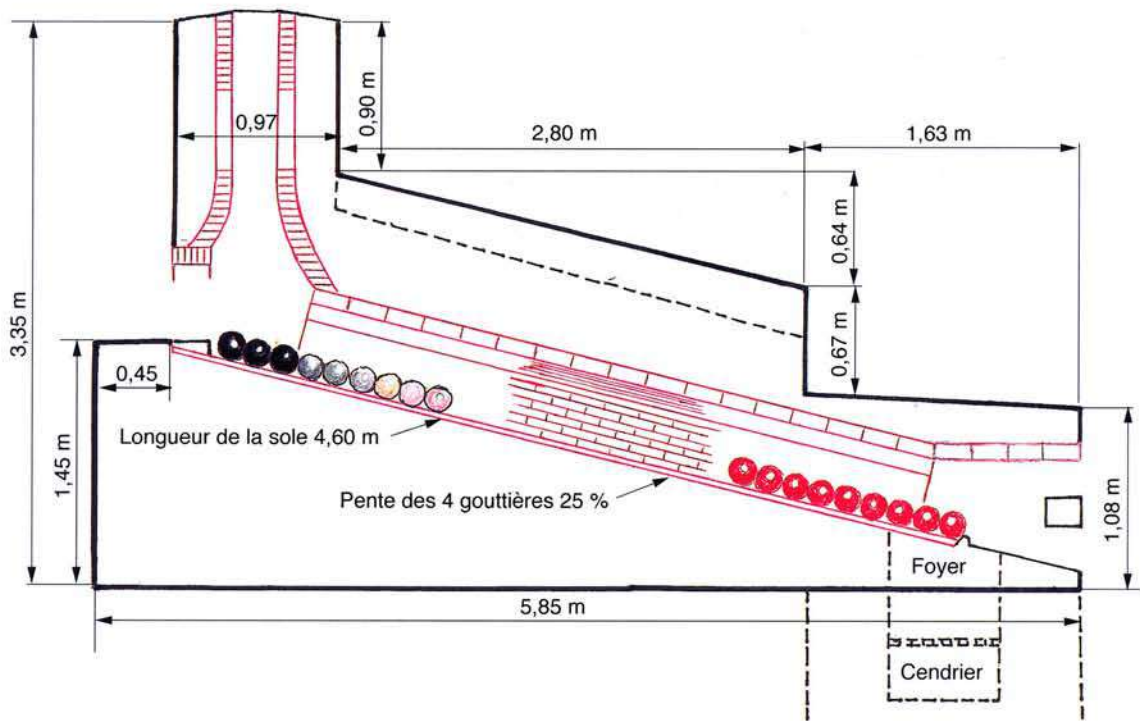 0,90 m
2,80 m
1,63 m
0,97
0,64 m
3,35 m
0,67 m
0,45
1,45 m
Longueur de la sole 4,60 m
Pente des 4 gouttières 25 %
1,08 m
Foyer
5,85 m
Cendrier